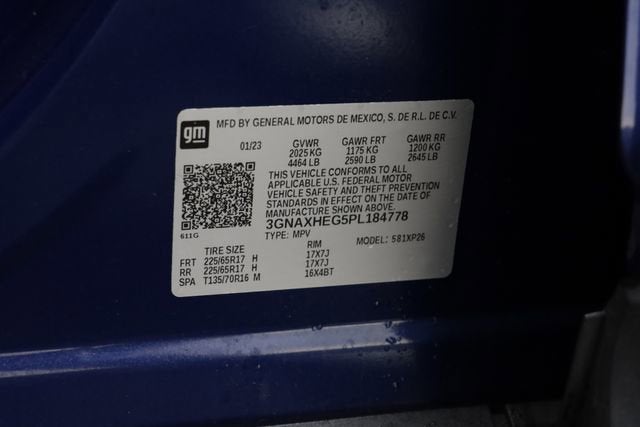 gm MFD BY GENERAL MOTORS DE MEXICO, S. DE R.L. DE C.V.
01/23 GVWR GAWR FRT GAWR RR
2025 KG 1175 KG 1200 KG
4464 LB 2590 LB 2645 LB
THIS VEHICLE CONFORMS TO ALL
APPLICABLE U.S. FEDERAL MOTOR
VEHICLE SAFETY AND THEFT PREVENTION
STANDARDS IN EFFECT ON THE DATE OF
MANUFACTURE SHOWN ABOVE.
3GNAXHEG5PL184778
611G TYPE: MPV MODEL: 581XP26
TIRE SIZE RIM
FRT 225/65R17 H 17X7J
RR 225/65R17 H 17X7J
SPA T135/70R16 M 16X4BT